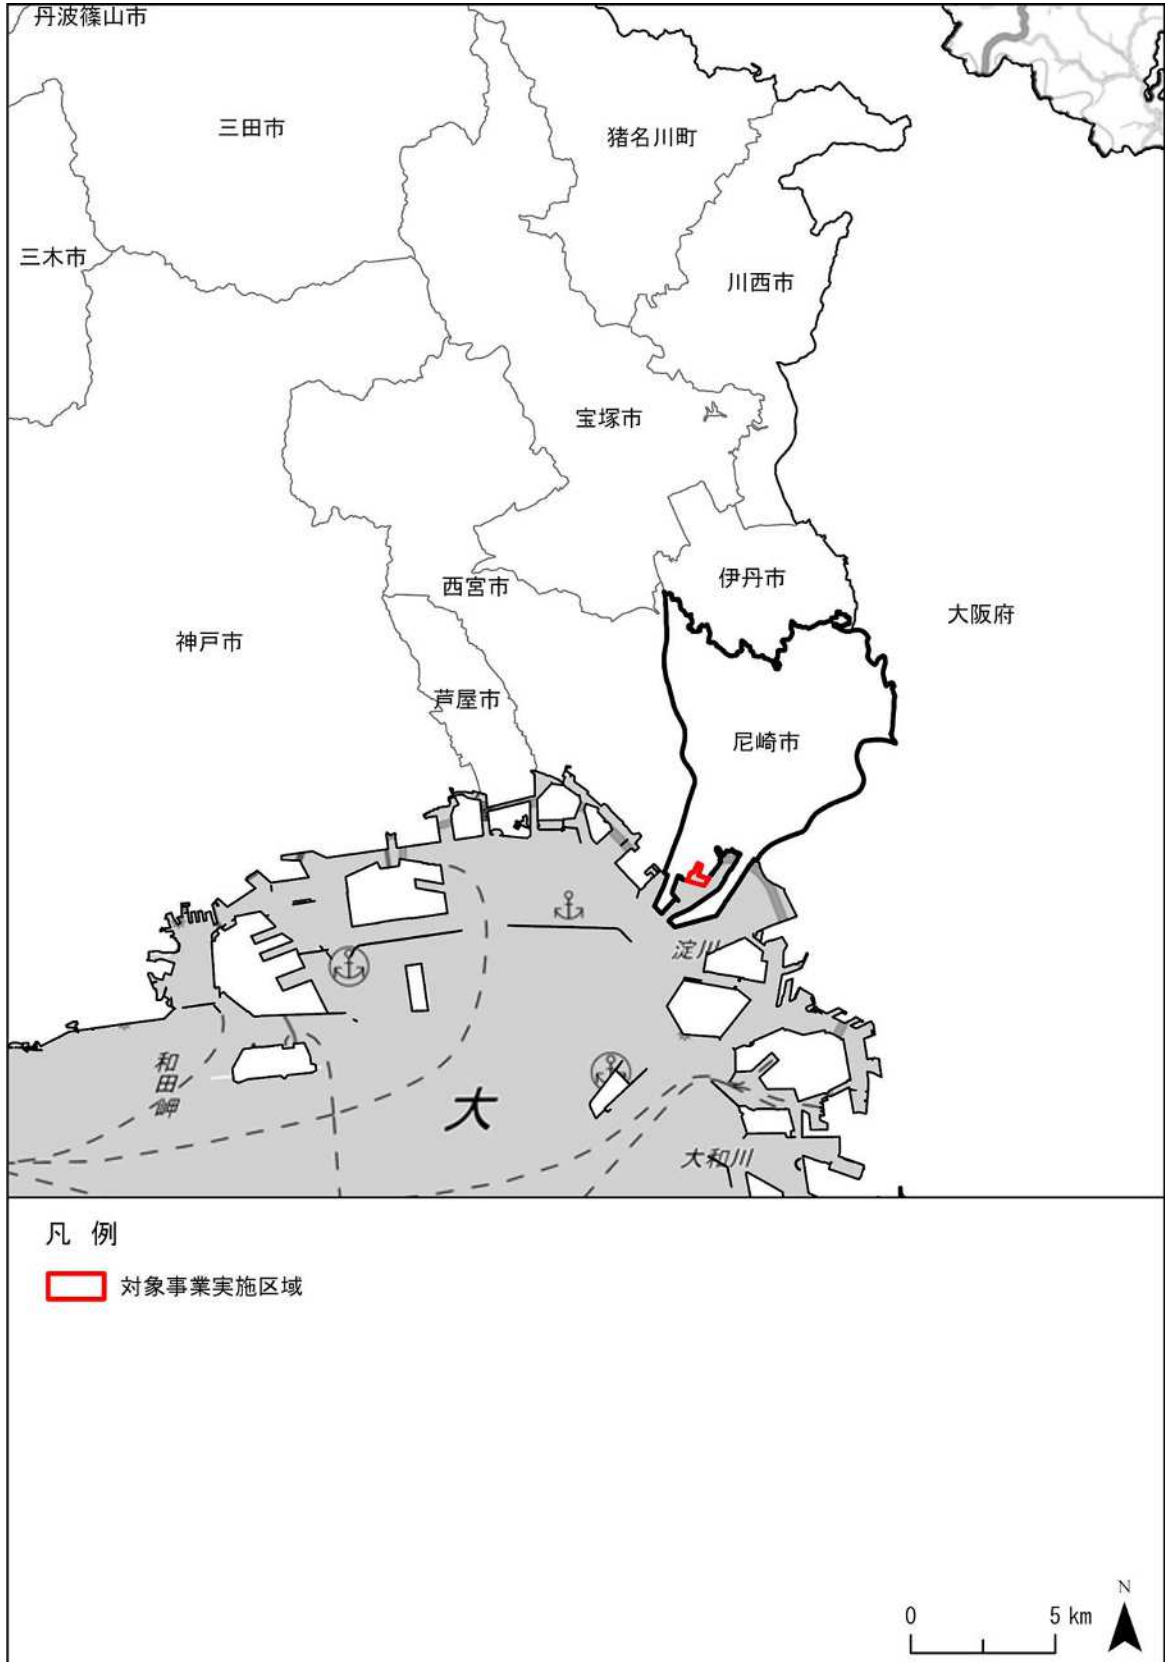 丹波篠山市
三田市
猪名川町
三木市
川西市
宝塚市
伊丹市
西宮市
大阪府
神戸市
芦屋市
尼崎市
淀川
和田岬
大
大和川
凡 例
対象事業実施区域
N
0 5 km